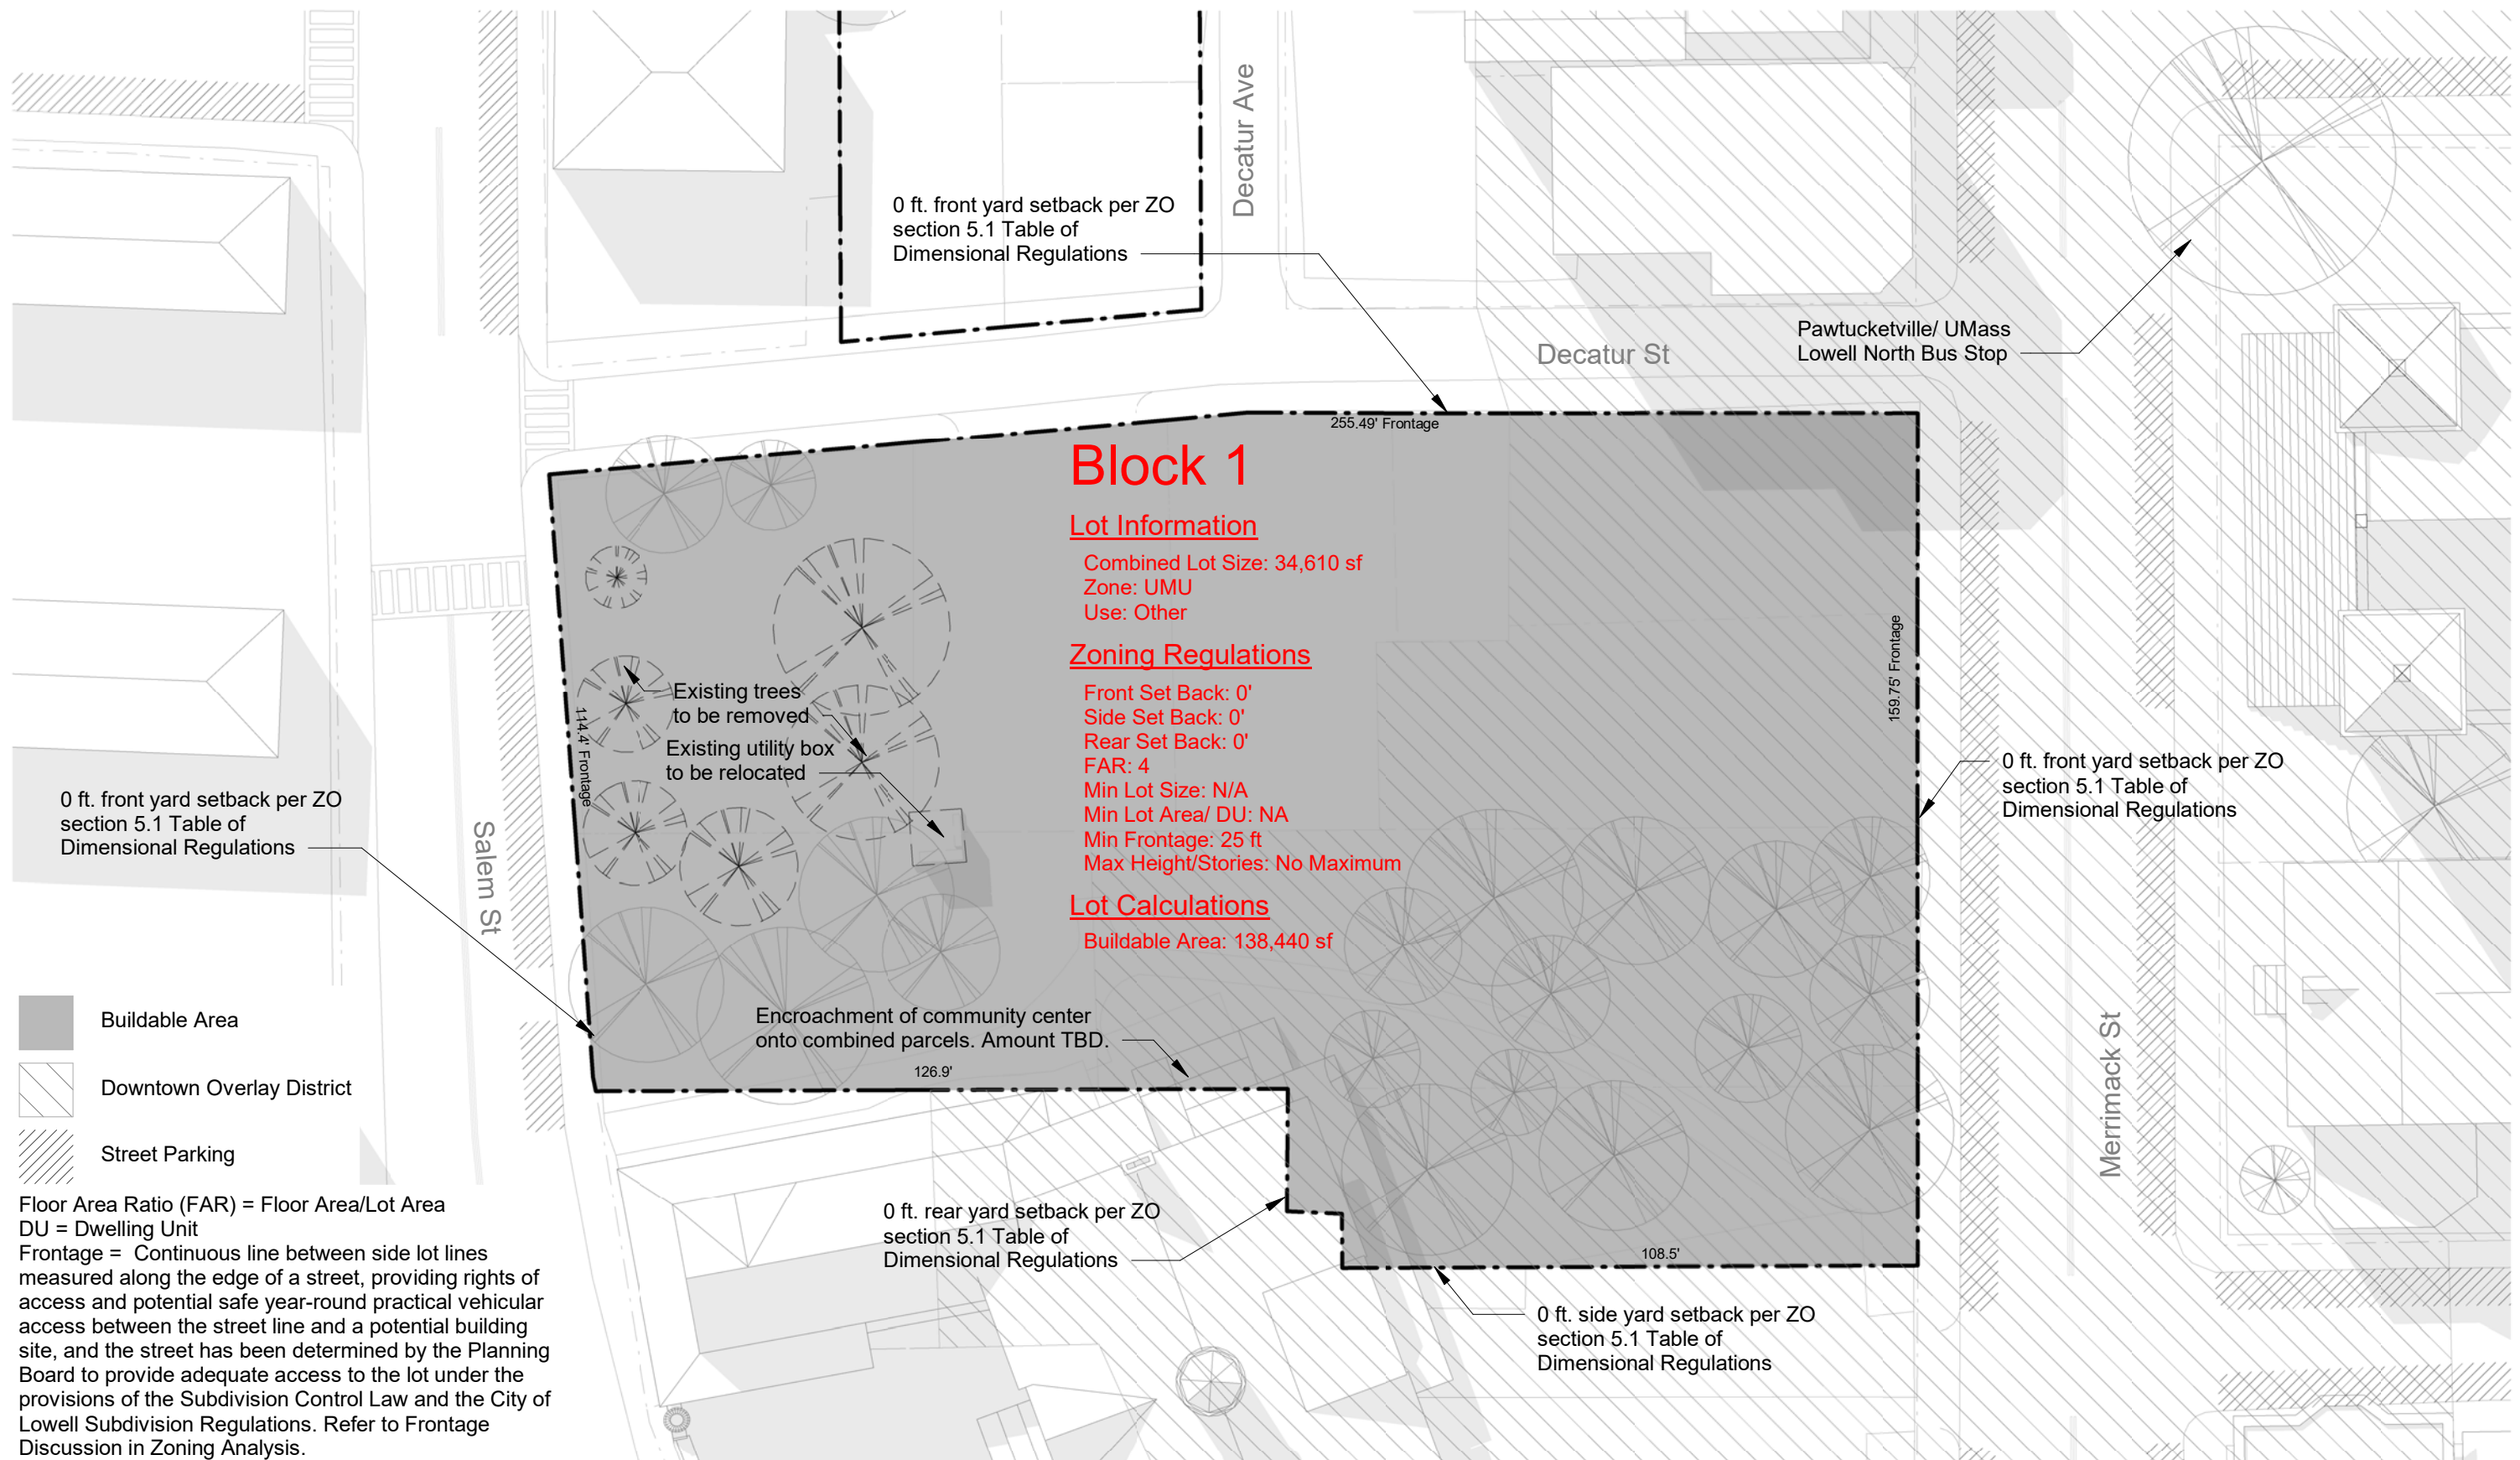 Decatur Ave
0 ft. front yard setback per ZO
section 5.1 Table of
Dimensional Regulations
Decatur St
Pawtucketville/ UMass
Lowell North Bus Stop
255.49' Frontage
Block 1
Lot Information
Combined Lot Size: 34,610 sf
Zone: UMU
Use: Other
Zoning Regulations
Front Set Back: 0'
Side Set Back: 0'
Rear Set Back: 0'
FAR: 4
Min Lot Size: N/A
Min Lot Area/ DU: NA
Min Frontage: 25 ft
Max Height/Stories: No Maximum
Lot Calculations
Buildable Area: 138,440 sf
159.75' Frontage
Existing trees
to be removed
Existing utility box
to be relocated
114.4' Frontage
0 ft. front yard setback per ZO
section 5.1 Table of
Dimensional Regulations
0 ft. front yard setback per ZO
section 5.1 Table of
Dimensional Regulations
Salem St
Encroachment of community center
onto combined parcels. Amount TBD.
126.9'
Merrimack St
0 ft. rear yard setback per ZO
section 5.1 Table of
Dimensional Regulations
108.5'
0 ft. side yard setback per ZO
section 5.1 Table of
Dimensional Regulations
Buildable Area
Downtown Overlay District
Street Parking
Floor Area Ratio (FAR) = Floor Area/Lot Area
DU = Dwelling Unit
Frontage = Continuous line between side lot lines
measured along the edge of a street, providing rights of
access and potential safe year-round practical vehicular
access between the street line and a potential building
site, and the street has been determined by the Planning
Board to provide adequate access to the lot under the
provisions of the Subdivision Control Law and the City of
Lowell Subdivision Regulations. Refer to Frontage
Discussion in Zoning Analysis.